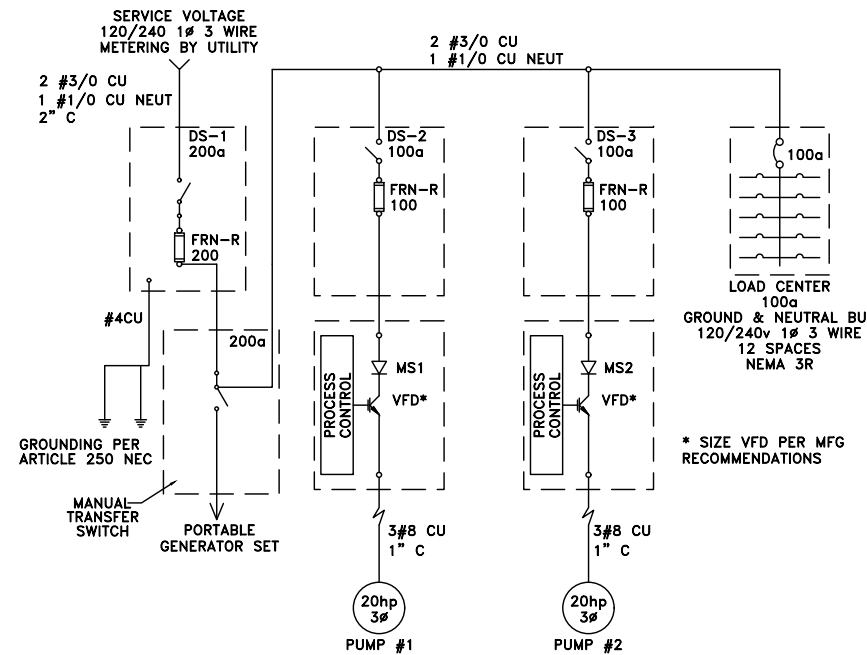 SERVICE VOLTAGE
120/240 1ø 3 WIRE
METERING BY UTILITY
2 #3/0 CU
1 #1/0 CU NEUT
2" C
2 #3/0 CU
1 #1/0 CU NEUT
DS-1
200a
FRN-R
200
DS-2
100a
FRN-R
100
DS-3
100a
FRN-R
100
100a
LOAD CENTER
100a
GROUND & NEUTRAL BU
120/240v 1ø 3 WIRE
12 SPACES
NEMA 3R
#4CU
200a
GROUNDING PER
ARTICLE 250 NEC
MANUAL
TRANSFER
SWITCH
PORTABLE
GENERATOR SET
PROCESS
CONTROL
MS1
VFD*
PROCESS
CONTROL
MS2
VFD*
* SIZE VFD PER MFG
RECOMMENDATIONS
3#8 CU
1" C
3#8 CU
1" C
20hp
3ø
PUMP #1
20hp
3ø
PUMP #2